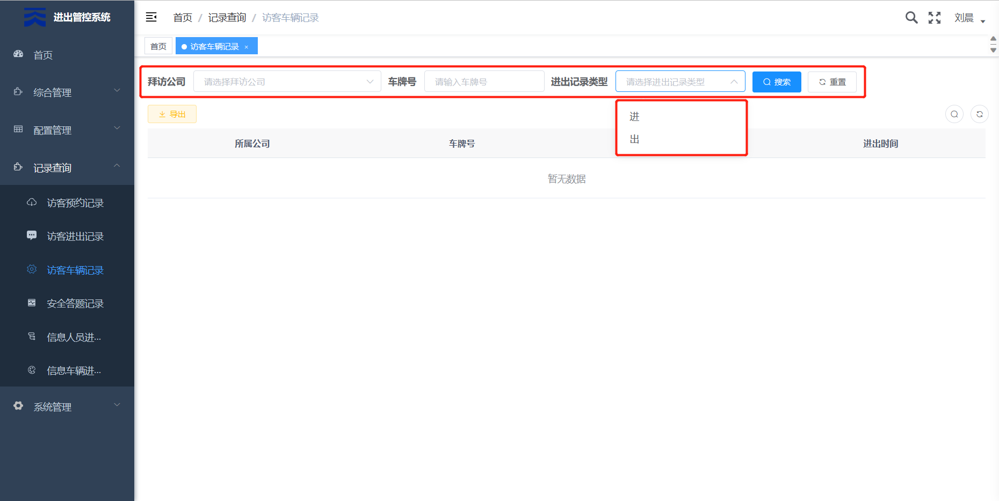 进出管控系统
首页 / 记录查询 / 访客车辆记录
刘晨
首页
访客车辆记录 ×
首页
综合管理
配置管理
记录查询
访客预约记录
访客进出记录
访客车辆记录
安全答题记录
信息人员进...
信息车辆进...
系统管理
拜访公司 请选择拜访公司 车牌号 请输入车牌号 进出记录类型 请选择进出记录类型 搜索 重置
进
出
导出
所属公司 车牌号 进出时间
暂无数据